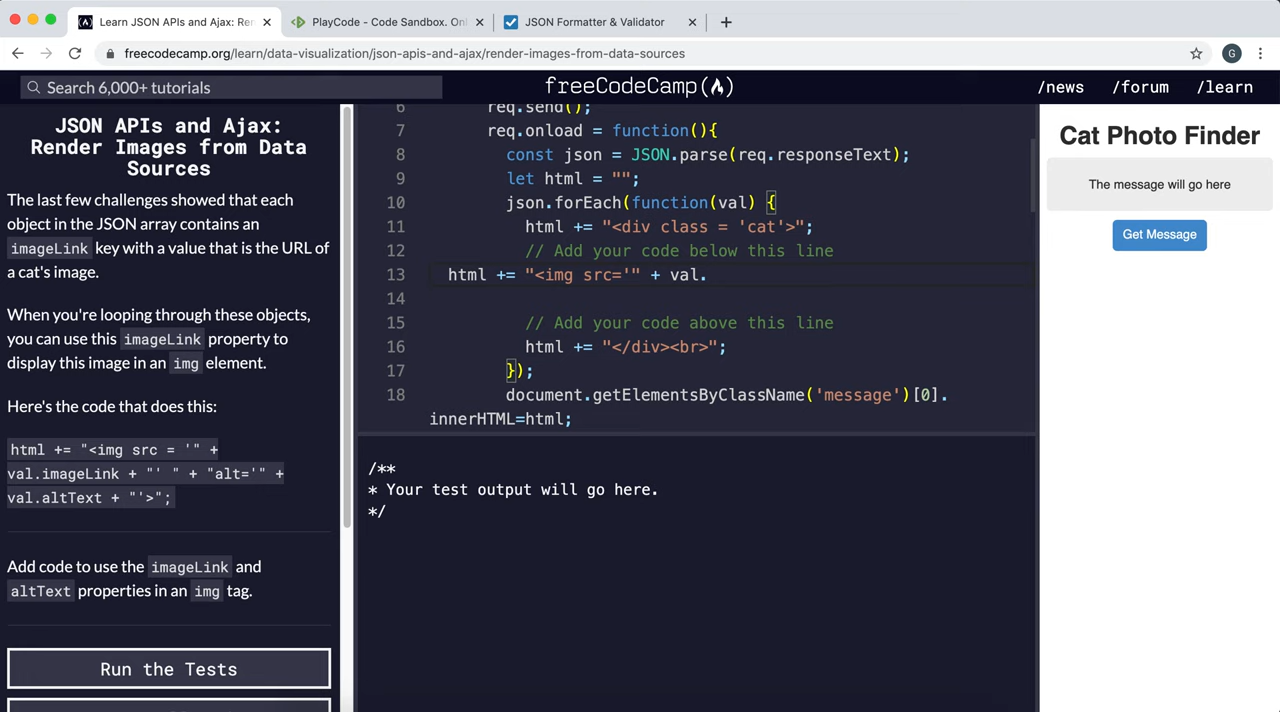 Learn JSON APIs and Ajax: Ren
PlayCode - Code Sandbox. Onl
JSON Formatter & Validator
freecodecamp.org/learn/data-visualization/json-apis-and-ajax/render-images-from-data-sources
G
Search 6,000+ tutorials
freeCodeCamp
/news
/forum
/learn
JSON APIs and Ajax:
Render Images from Data
Sources
The last few challenges showed that each
object in the JSON array contains an
imageLink key with a value that is the URL of
a cat's image.
When you're looping through these objects,
you can use this imageLink property to
display this image in an img element.
Here's the code that does this:
html += "<img src = '" +
val.imageLink + "' " + "alt='" +
val.altText + "'>";
Add code to use the imageLink and
altText properties in an img tag.
Run the Tests
6 req.send();
7 req.onload = function(){
8 const json = JSON.parse(req.responseText);
9 let html = "";
10 json.forEach(function(val) {
11 html += "<div class = 'cat'>";
12 // Add your code below this line
13 html += "<img src='" + val.
14
15 // Add your code above this line
16 html += "</div><br>";
17 });
18 document.getElementsByClassName('message')[0].
innerHTML=html;
/**
* Your test output will go here.
*/
Cat Photo Finder
The message will go here
Get Message